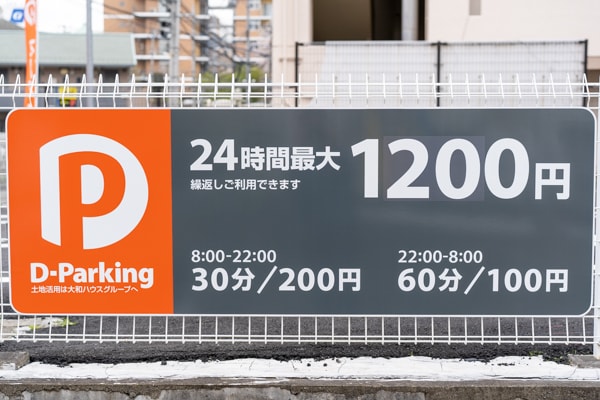 P
D-Parking
土地活用は大和ハウスグループへ
24時間最大 1200円
繰返しご利用できます
8:00-22:00
30分／200円
22:00-8:00
60分／100円